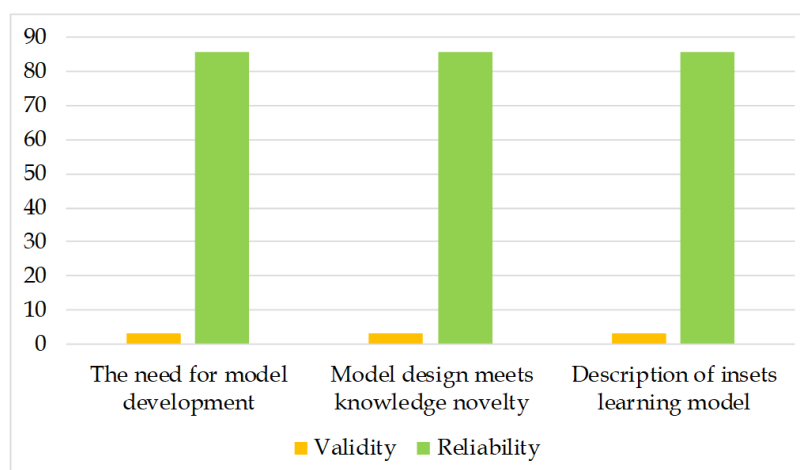 90
80
70
60
50
40
30
20
10
0
The need for model development
Model design meets knowledge novelty
Description of insets learning model
Validity Reliability